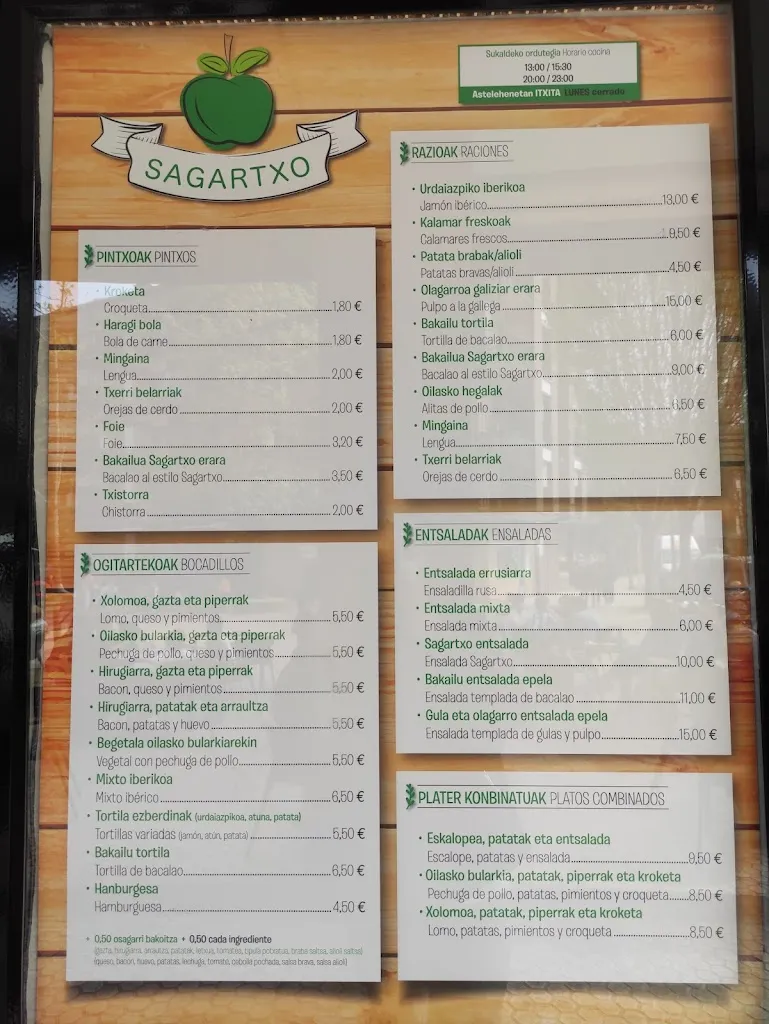 SAGARTXO
Sukaldeko ordutegia Horario cocina
13:00 / 15:30
20:00 / 23:00
Astelehenetan ITXITA LUNES cerrado
PINTXOAK PINTXOS
• Kroketa
Croqueta 1,80 €
• Haragi bola
Bola de carne 1,80 €
• Mingaina
Lengua 2,00 €
• Txerri belarriak
Orejas de cerdo 2,00 €
• Foie
Foie 3,20 €
• Bakailua Sagartxo erara
Bacalao al estilo Sagartxo 3,50 €
• Txistorra
Chistorra 2,00 €
OGITARTEKOAK BOCADILLOS
• Xolomoa, gazta eta piperrak
Lomo, queso y pimientos 5,50 €
• Oilasko bularkia, gazta eta piperrak
Pechuga de pollo, queso y pimientos 5,50 €
• Hirugiarra, gazta eta piperrak
Bacon, queso y pimientos 5,50 €
• Hirugiarra, patatak eta arraultza
Bacon, patatas y huevo 5,50 €
• Begetala oilasko bularkiarekin
Vegetal con pechuga de pollo 5,50 €
• Mixto iberikoa
Mixto ibérico 6,50 €
• Tortila ezberdinak (urdaiazpikoa, atuna, patata)
Tortillas variadas (jamón, atún, patata) 5,50 €
• Bakailu tortila
Tortilla de bacalao 6,50 €
• Hanburgesa
Hamburguesa 4,50 €
+ 0,50 osagarri bakoitza + 0,50 cada ingrediente
(queso, bacon, huevo, patatas, lechuga, tomate, cebolla pochada, salsa brava, salsa alioli)
RAZIOAK RACIONES
• Urdaiazpiko iberikoa
Jamón ibérico 13,00 €
• Kalamar freskoak
Calamares frescos 9,50 €
• Patata brabak/alioli
Patatas bravas/alioli 4,50 €
• Olagarroa galiziar erara
Pulpo a la gallega 15,00 €
• Bakailu tortila
Tortilla de bacalao 6,00 €
• Bakailua Sagartxo erara
Bacalao al estilo Sagartxo 9,00 €
• Oilasko hegalak
Alitas de pollo 6,50 €
• Mingaina
Lengua 7,50 €
• Txerri belarriak
Orejas de cerdo 6,50 €
ENTSALADAK ENSALADAS
• Entsalada errusiarra
Ensaladilla rusa 4,50 €
• Entsalada mixta
Ensalada mixta 6,00 €
• Sagartxo entsalada
Ensalada Sagartxo 10,00 €
• Bakailu entsalada epela
Ensalada templada de bacalao 11,00 €
• Gula eta olagarro entsalada epela
Ensalada templada de gulas y pulpo 15,00 €
PLATER KONBINATUAK PLATOS COMBINADOS
• Eskalopea, patatak eta entsalada
Escalope, patatas y ensalada 9,50 €
• Oilasko bularkia, patatak, piperrak eta kroketa
Pechuga de pollo, patatas, pimientos y croqueta 8,50 €
• Xolomoa, patatak, piperrak eta kroketa
Lomo, patatas, pimientos y croqueta 8,50 €